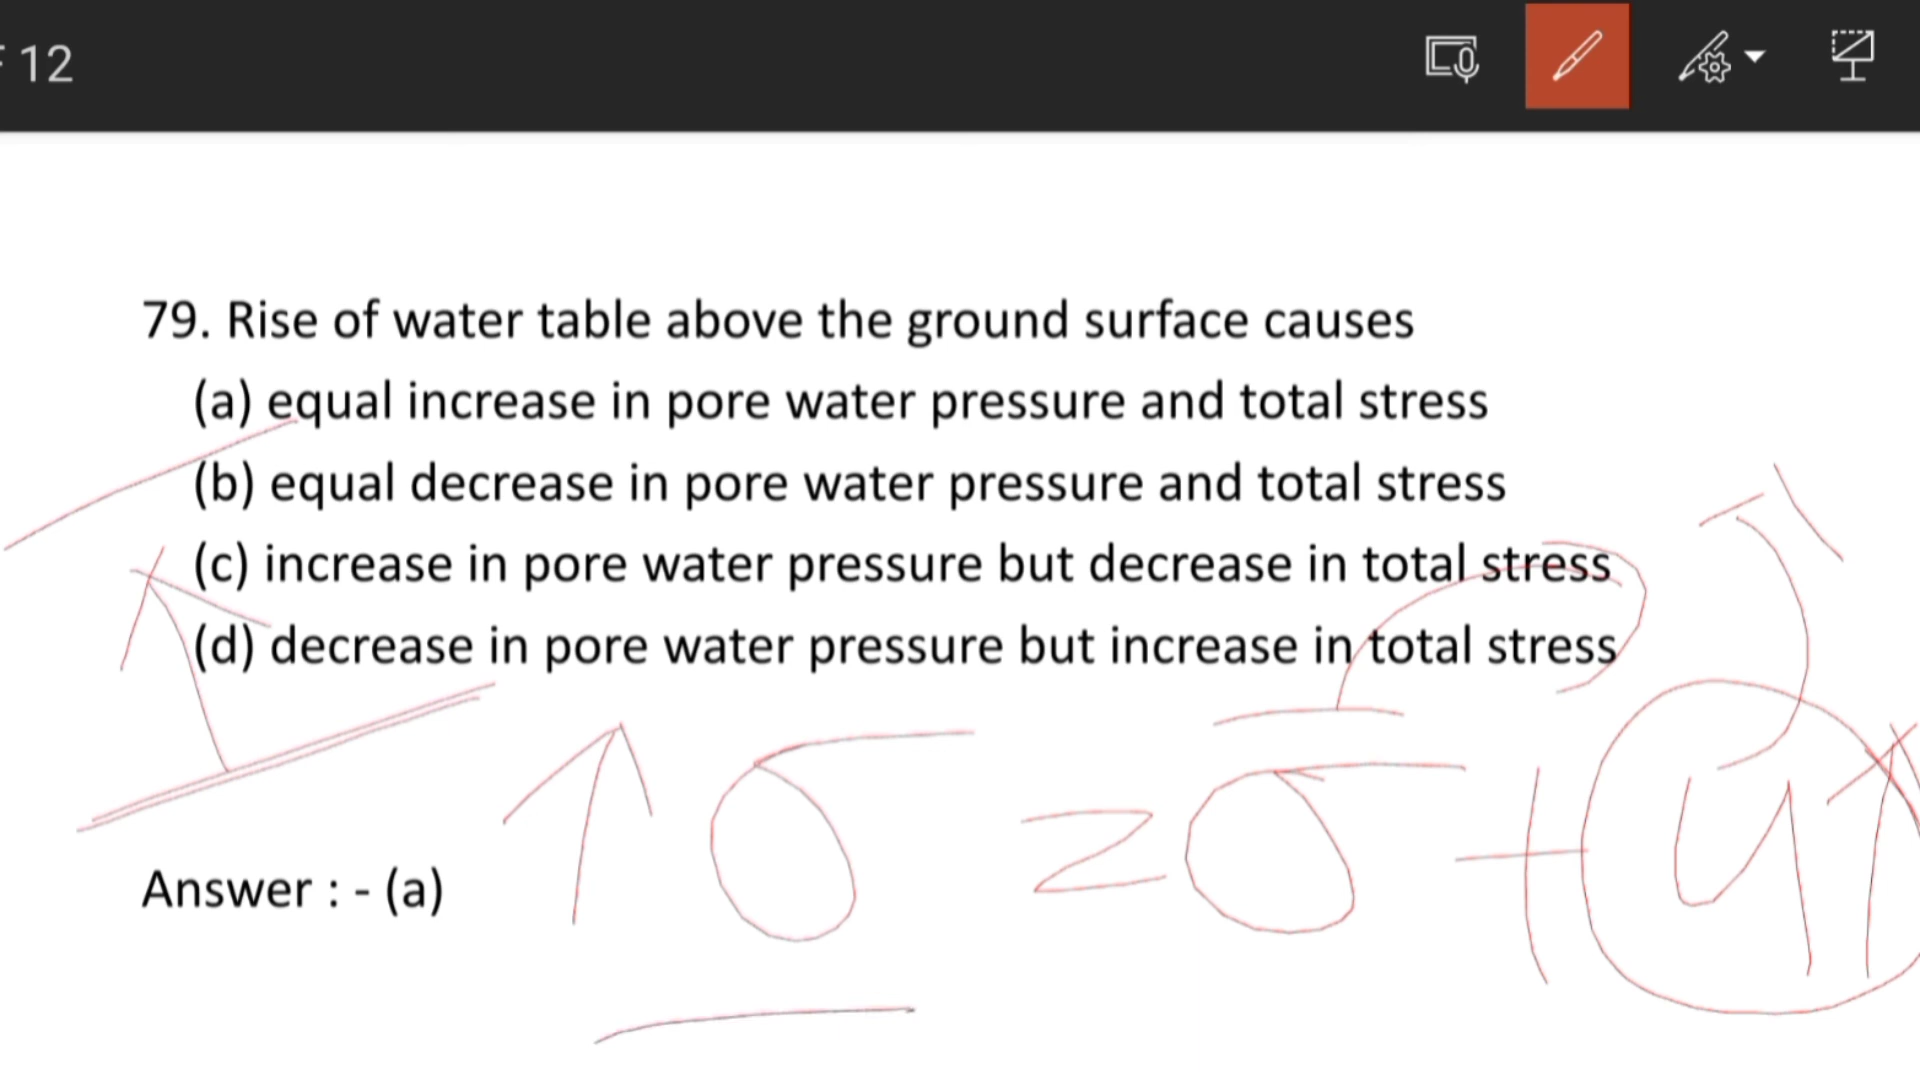 12
79. Rise of water table above the ground surface causes
(a) equal increase in pore water pressure and total stress
(b) equal decrease in pore water pressure and total stress
(c) increase in pore water pressure but decrease in total stress
(d) decrease in pore water pressure but increase in total stress
↑ σ = σ̄ + u ↑
Answer : - (a)